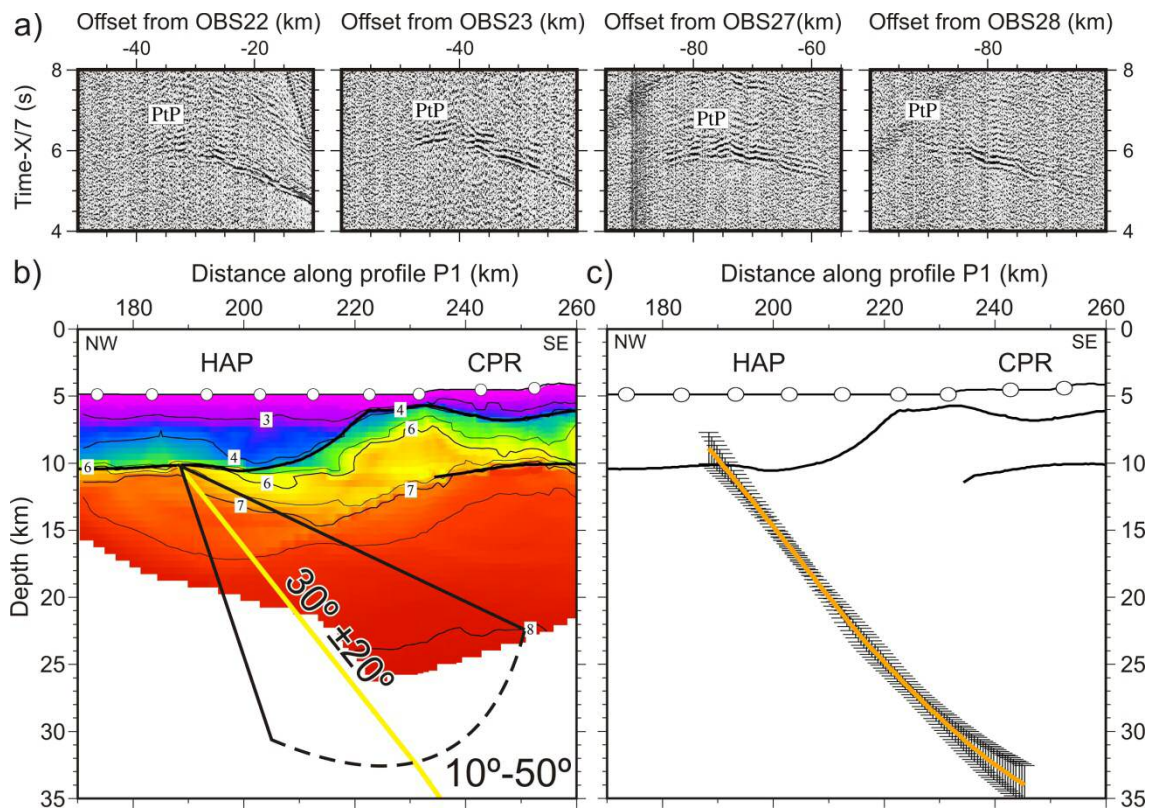 a) Offset from OBS22 (km) Offset from OBS23 (km) Offset from OBS27(km) Offset from OBS28 (km)
-40 -20 -40 -80 -60 -80
8 8
PtP PtP PtP PtP
Time-X/7 (s)
6 6
4 4
b) Distance along profile P1 (km) c) Distance along profile P1 (km)
180 200 220 240 260 180 200 220 240 260
0 0
NW SE NW SE
HAP CPR HAP CPR
5 5
3 4 6
4
10 10
6 6 7
7
15 15
Depth (km)
20 20
8
25 25
30º ±20º
30 30
10º-50º
35 35